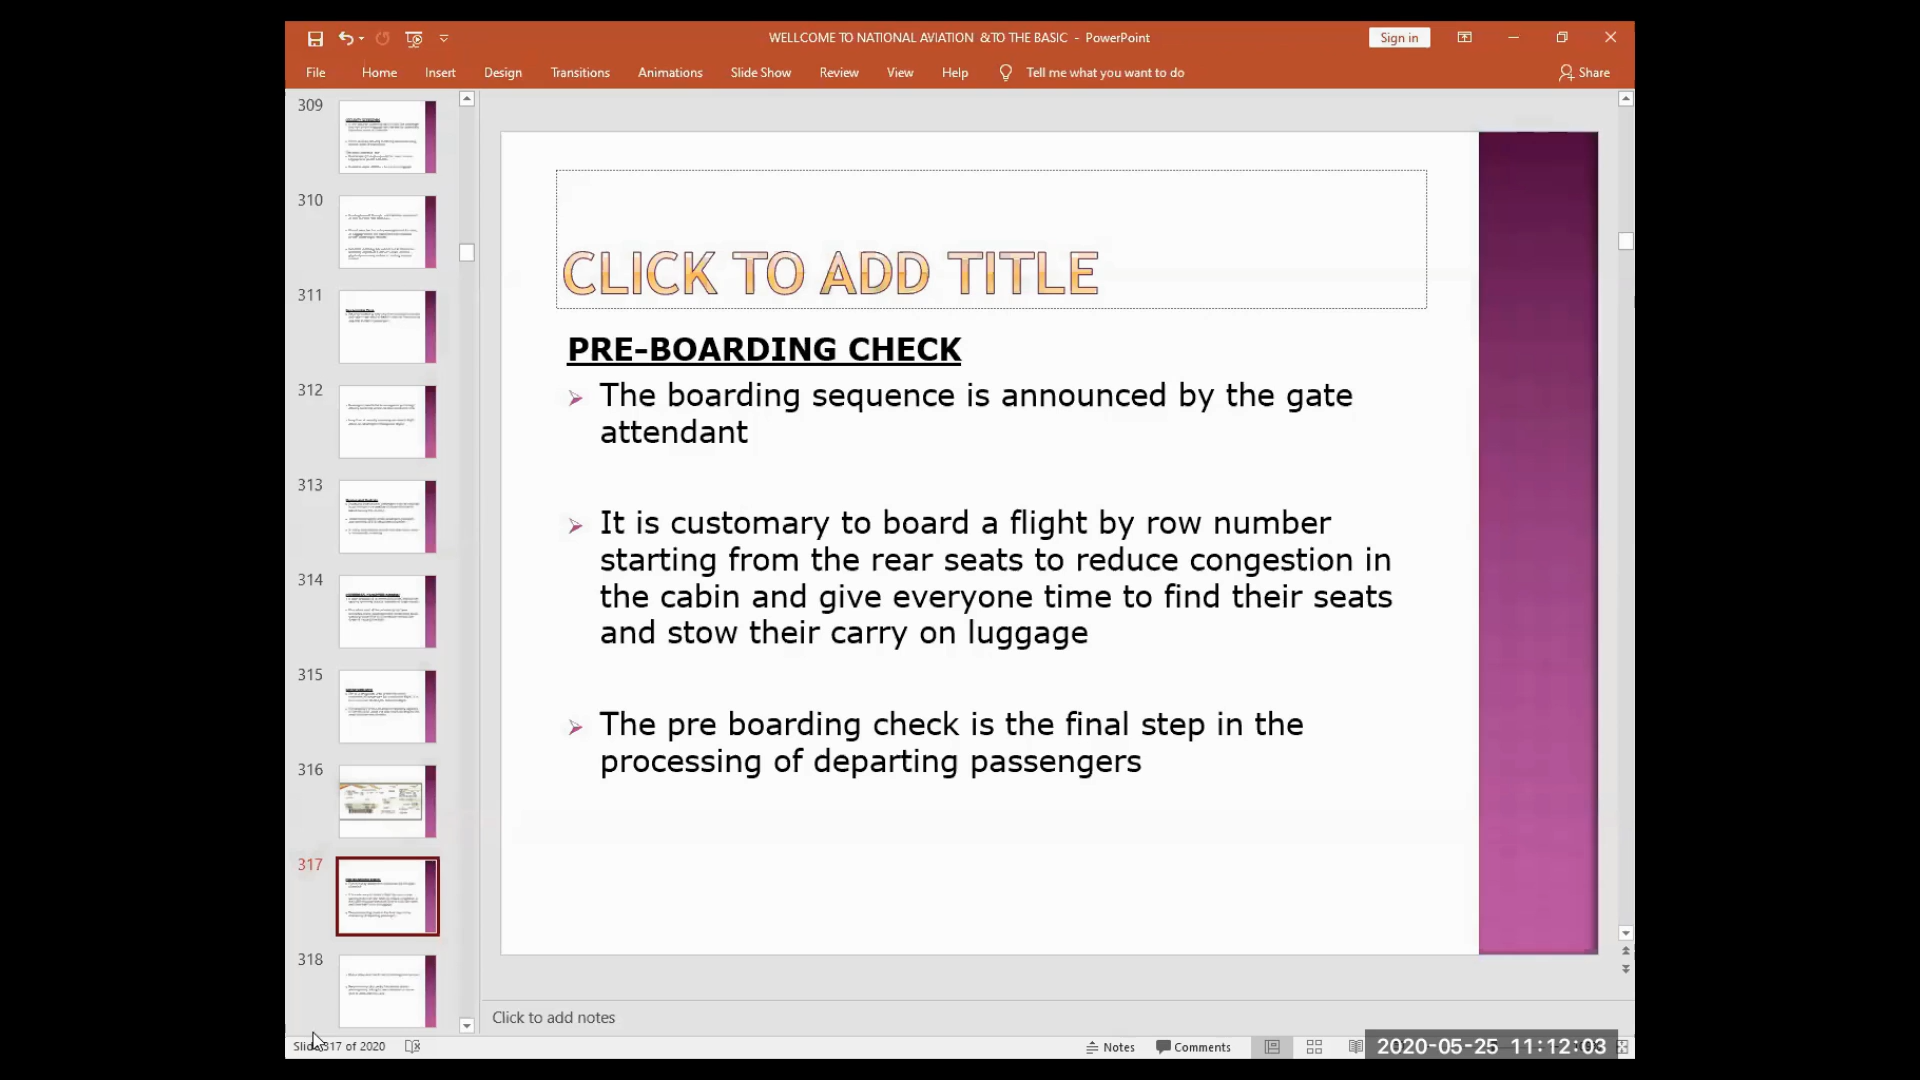 WELLCOME TO NATIONAL AVIATION &TO THE BASIC - PowerPoint
Sign in
File Home Insert Design Transitions Animations Slide Show Review View Help Tell me what you want to do Share
309
310
311
312
313
314
315
316
317
318
CLICK TO ADD TITLE
PRE-BOARDING CHECK
The boarding sequence is announced by the gate
attendant
It is customary to board a flight by row number
starting from the rear seats to reduce congestion in
the cabin and give everyone time to find their seats
and stow their carry on luggage
The pre boarding check is the final step in the
processing of departing passengers
Click to add notes
317 of 2020 Notes Comments
2020-05-25 11:12:03